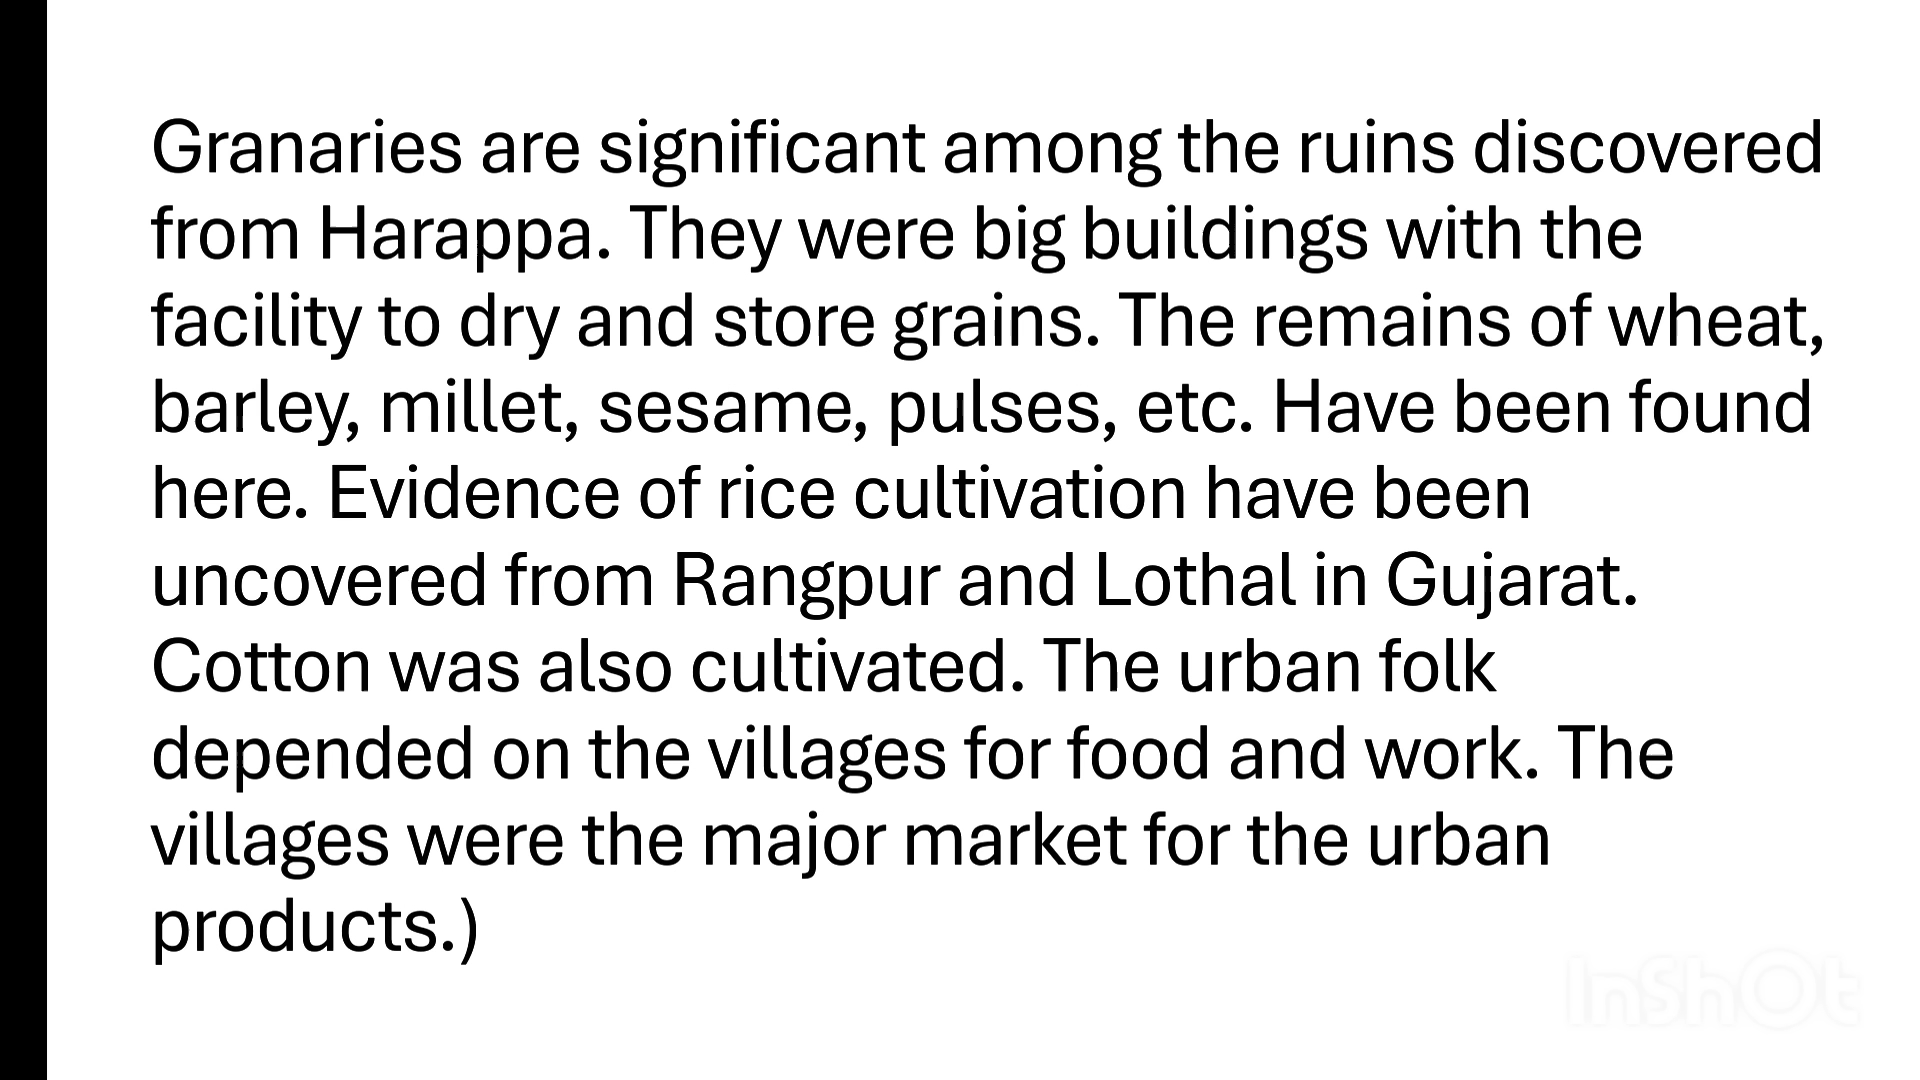 Granaries are significant among the ruins discovered
from Harappa. They were big buildings with the
facility to dry and store grains. The remains of wheat,
barley, millet, sesame, pulses, etc. Have been found
here. Evidence of rice cultivation have been
uncovered from Rangpur and Lothal in Gujarat.
Cotton was also cultivated. The urban folk
depended on the villages for food and work. The
villages were the major market for the urban
products.)
InShOt